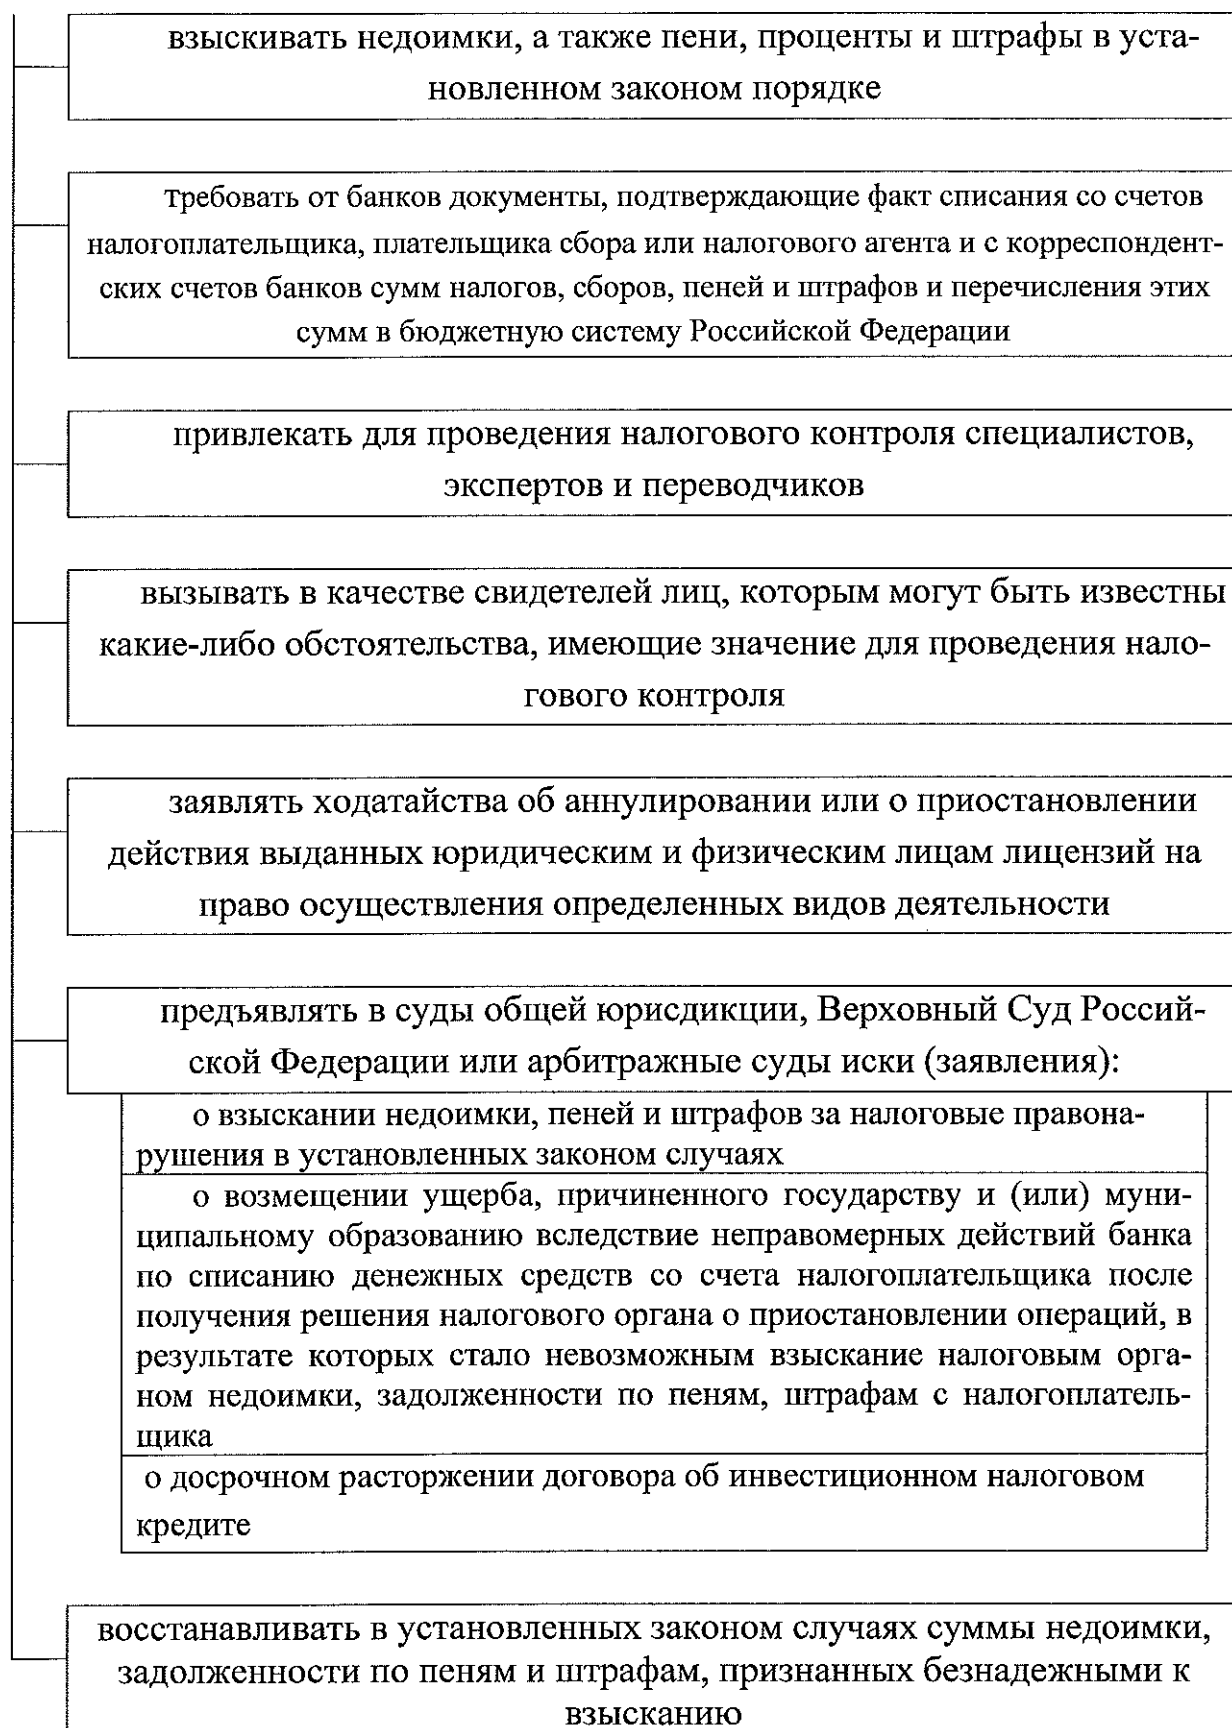 взыскивать недоимки, а также пени, проценты и штрафы в уста-
новленном законом порядке
требовать от банков документы, подтверждающие факт списания со счетов
налогоплательщика, плательщика сбора или налогового агента и с корреспондент-
ских счетов банков сумм налогов, сборов, пеней и штрафов и перечисления этих
сумм в бюджетную систему Российской Федерации
привлекать для проведения налогового контроля специалистов,
экспертов и переводчиков
вызывать в качестве свидетелей лиц, которым могут быть известны
какие-либо обстоятельства, имеющие значение для проведения нало-
гового контроля
заявлять ходатайства об аннулировании или о приостановлении
действия выданных юридическим и физическим лицам лицензий на
право осуществления определенных видов деятельности
предъявлять в суды общей юрисдикции, Верховный Суд Россий-
ской Федерации или арбитражные суды иски (заявления):
о взыскании недоимки, пеней и штрафов за налоговые правона-
рушения в установленных законом случаях
о возмещении ущерба, причиненного государству и (или) муни-
ципальному образованию вследствие неправомерных действий банка
по списанию денежных средств со счета налогоплательщика после
получения решения налогового органа о приостановлении операций, в
результате которых стало невозможным взыскание налоговым орга-
ном недоимки, задолженности по пеням, штрафам с налогоплатель-
щика
о досрочном расторжении договора об инвестиционном налоговом
кредите
восстанавливать в установленных законом случаях суммы недоимки,
задолженности по пеням и штрафам, признанных безнадежными к
взысканию